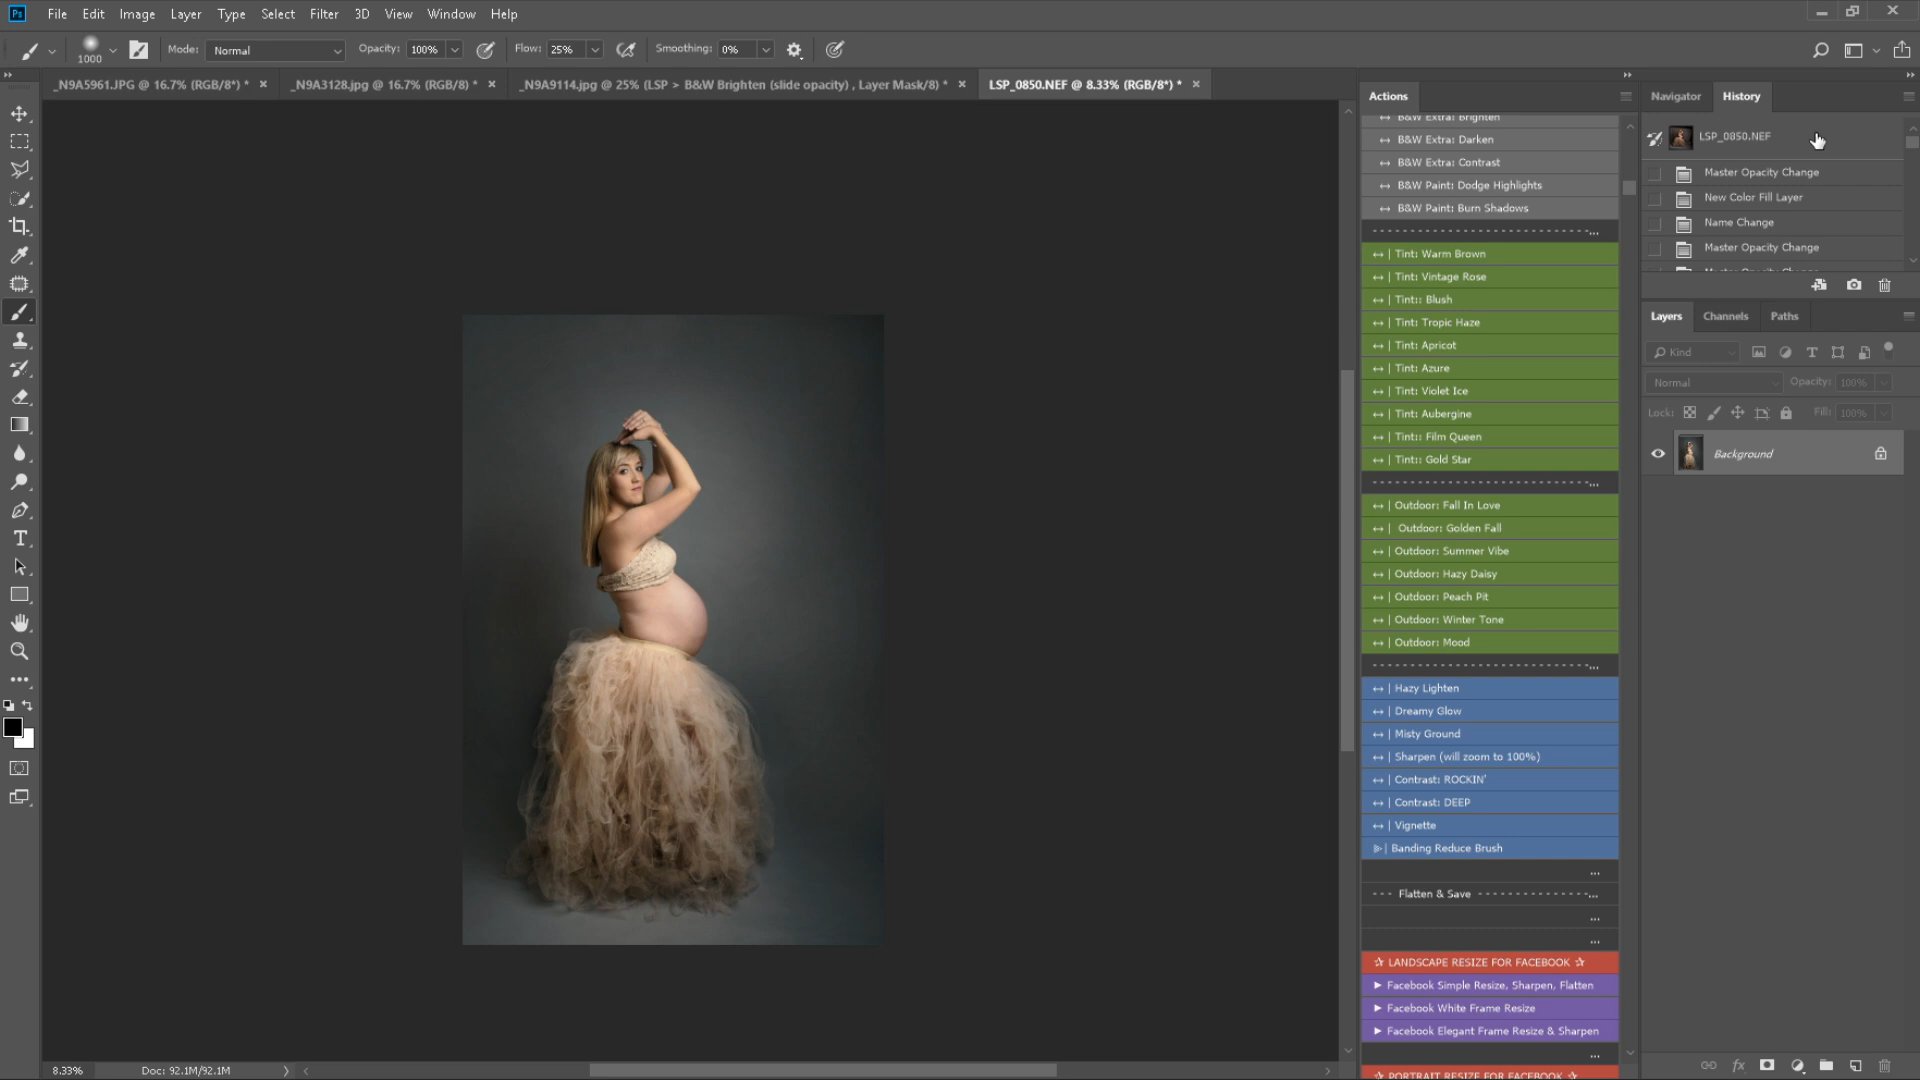 Ps File Edit Image Layer Type Select Filter 3D View Window Help
1000 Mode: Normal Opacity: 100% Flow: 25% Smoothing: 0%
_N9A5961.JPG @ 16.7% (RGB/8*) * _N9A3128.jpg @ 16.7% (RGB/8) * _N9A9114.jpg @ 25% (LSP > B&W Brighten (slide opacity) , Layer Mask/8) * LSP_0850.NEF @ 8.33% (RGB/8*) *
Actions
B&W Extra: Brighten
B&W Extra: Darken
B&W Extra: Contrast
B&W Paint: Dodge Highlights
B&W Paint: Burn Shadows
- - - - - - - - - - - - - - - - - - - - - - - - - - - - -...
| Tint: Warm Brown
| Tint: Vintage Rose
| Tint:: Blush
| Tint: Tropic Haze
| Tint: Apricot
| Tint: Azure
| Tint: Violet Ice
| Tint: Aubergine
| Tint:: Film Queen
| Tint:: Gold Star
- - - - - - - - - - - - - - - - - - - - - - - - - - - - -...
| Outdoor: Fall In Love
| Outdoor: Golden Fall
| Outdoor: Summer Vibe
| Outdoor: Hazy Daisy
| Outdoor: Peach Pit
| Outdoor: Winter Tone
| Outdoor: Mood
- - - - - - - - - - - - - - - - - - - - - - - - - - - - -...
| Hazy Lighten
| Dreamy Glow
| Misty Ground
| Sharpen (will zoom to 100%)
| Contrast: ROCKIN'
| Contrast: DEEP
| Vignette
| Banding Reduce Brush
...
- - - Flatten & Save - - - - - - - - - - - - - - -...
...
...
☆ LANDSCAPE RESIZE FOR FACEBOOK ☆
► Facebook Simple Resize, Sharpen, Flatten
► Facebook White Frame Resize
► Facebook Elegant Frame Resize & Sharpen
...
☆ PORTRAIT RESIZE FOR FACEBOOK ☆
Navigator History
LSP_0850.NEF
Master Opacity Change
New Color Fill Layer
Name Change
Master Opacity Change
Master Opacity Change
Layers Channels Paths
Kind
Normal Opacity: 100%
Lock: Fill: 100%
Background
8.33% Doc: 92.1M/92.1M